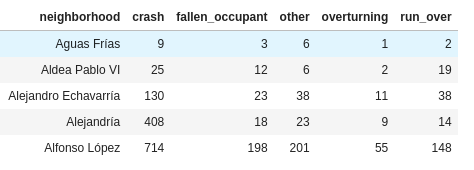 neighborhood crash fallen_occupant other overturning run_over
Aguas Frías 9 3 6 1 2
Aldea Pablo VI 25 12 6 2 19
Alejandro Echavarría 130 23 38 11 38
Alejandría 408 18 23 9 14
Alfonso López 714 198 201 55 148